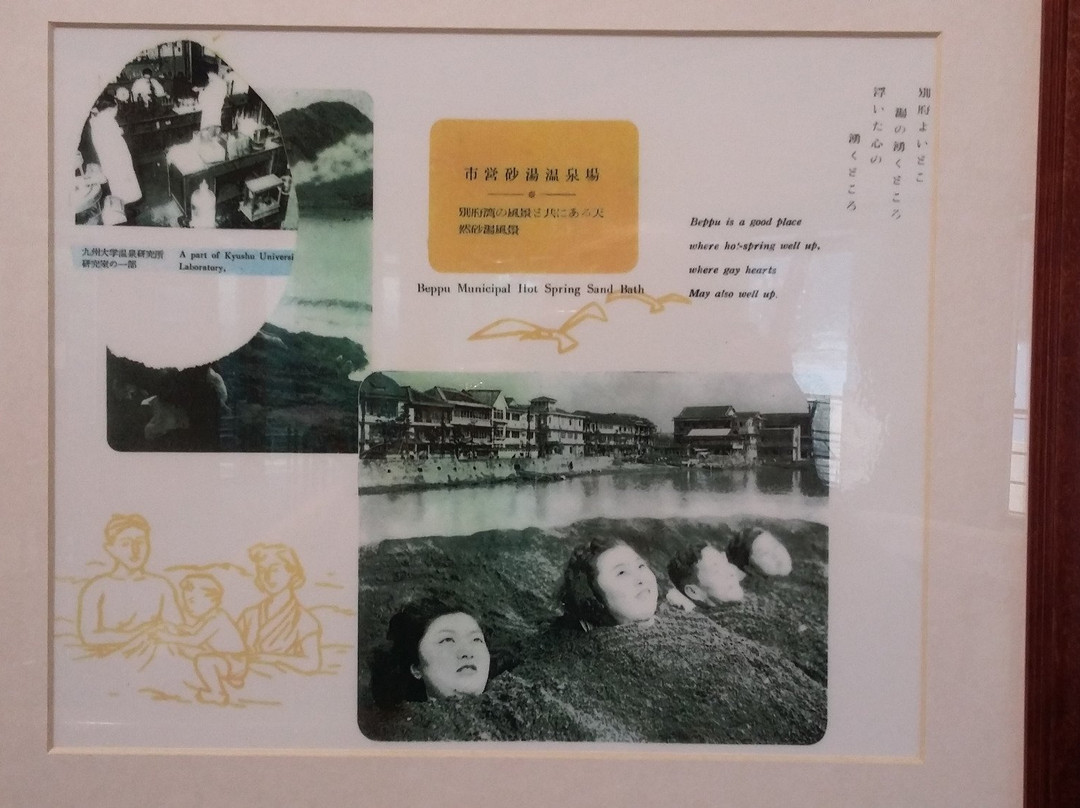 九州大学温泉研究所
研究室の一部
A part of Kyushu Universi
Laboratory,
市営砂湯温泉場
別府湾の風景と共にある天
然砂湯風景
Beppu Municipal Hot Spring Sand Bath
Beppu is a good place
where hot-spring well up,
where gay hearts
May also well up.
別府よいとこ
湯の湧くところ
浮いた心の
湧くところ